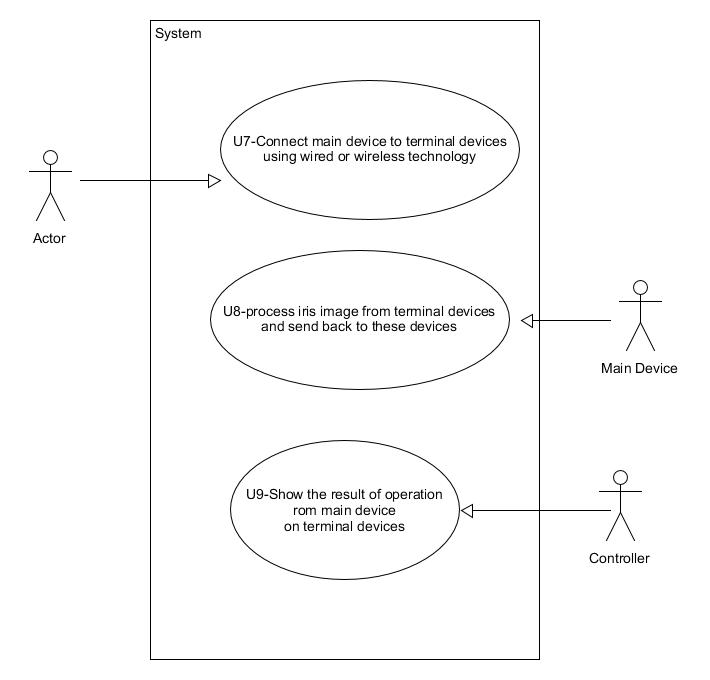 System
U7-Connect main device to terminal devices
using wired or wireless technology
Actor
U8-process iris image from terminal devices
and send back to these devices
Main Device
U9-Show the result of operation
rom main device
on terminal devices
Controller